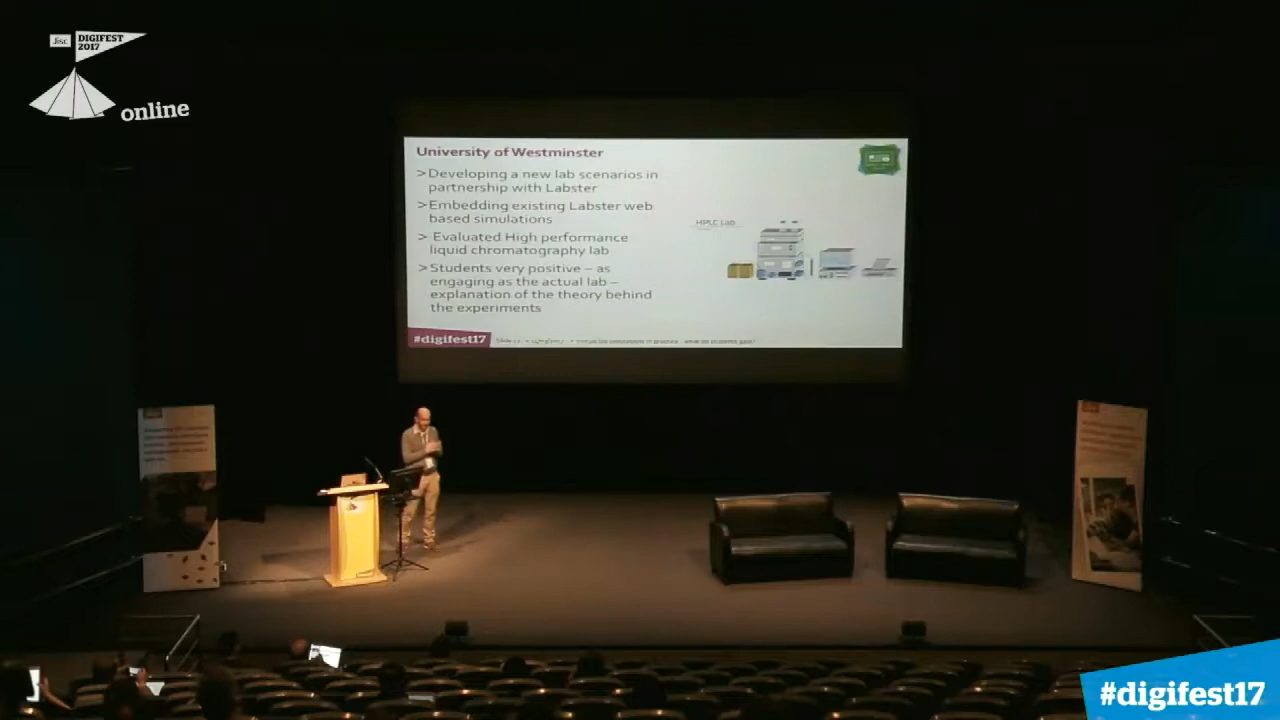 Jisc
DIGIFEST
2017
online
University of Westminster
> Developing a new lab scenarios in
partnership with Labster
> Embedding existing Labster web
based simulations
> Evaluated High performance
liquid chromatography lab
> Students very positive – as
engaging as the actual lab –
explanation of the theory behind
the experiments
HPLC Lab
#digifest17
#digifest17